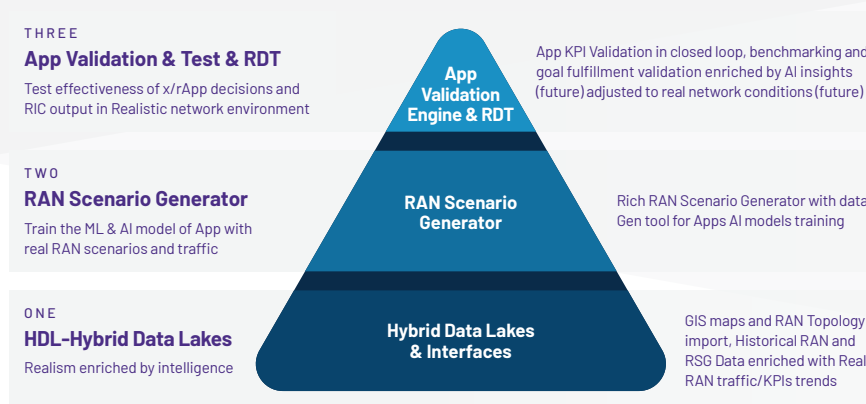 THREE
App Validation & Test & RDT
Test effectiveness of x/rApp decisions and
RIC output in Realistic network environment
App
Validation
Engine & RDT
App KPI Validation in closed loop, benchmarking and
goal fulfillment validation enriched by AI insights
(future) adjusted to real network conditions (future)
TWO
RAN Scenario Generator
Train the ML & AI model of App with
real RAN scenarios and traffic
RAN Scenario
Generator
Rich RAN Scenario Generator with data
Gen tool for Apps AI models training
ONE
HDL-Hybrid Data Lakes
Realism enriched by intelligence
Hybrid Data Lakes
& Interfaces
GIS maps and RAN Topology
import, Historical RAN and
RSG Data enriched with Real
RAN traffic/KPIs trends